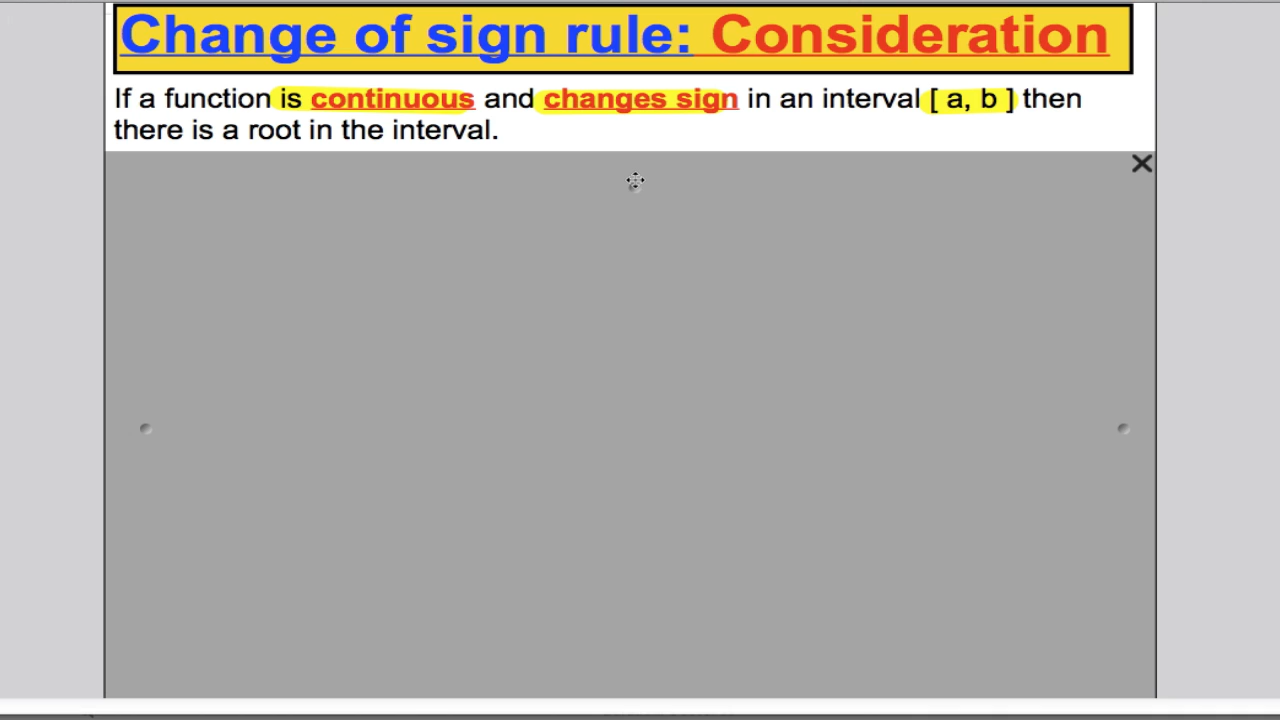 Change of sign rule: Consideration
If a function is continuous and changes sign in an interval [ a, b ] then
there is a root in the interval.